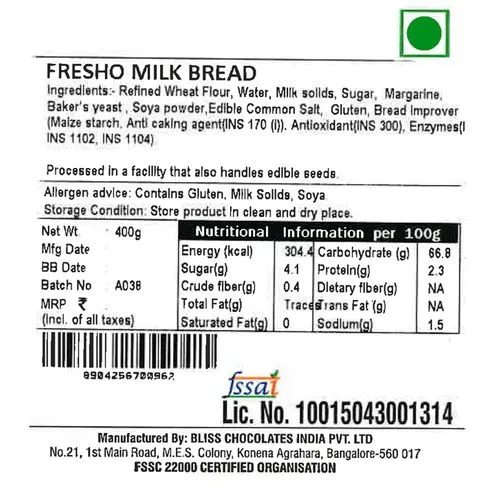 FRESHO MILK BREAD
Ingredients:- Refined Wheat Flour, Water, Milk solids, Sugar, Margarine,
Baker's yeast , Soya powder,Edible Common Salt, Gluten, Bread Improver
(Maize starch, Anti caking agent(INS 170 (i)). Antioxidant(INS 300), Enzymes(I
INS 1102, INS 1104)
Processed in a facility that also handles edible seeds.
Allergen advice: Contains Gluten, Milk Solids, Soya
Storage Condition: Store product in clean and dry place.
Net Wt. 400g
Mfg Date
BB Date
Batch No A038
MRP ₹
(Incl. of all taxes)
Nutritional Information per 100g
Energy (kcal) 304.4 Carbohydrate (g) 66.8
Sugar(g) 4.1 Protein(g) 2.3
Crude fiber(g) 0.4 Dietary fiber(g) NA
Total Fat(g) Traces Trans Fat (g) NA
Saturated Fat(g) 0 Sodium(g) 1.5
8904256700962
fssai
Lic. No. 10015043001314
Manufactured By: BLISS CHOCOLATES INDIA PVT. LTD
No.21, 1st Main Road, M.E.S. Colony, Konena Agrahara, Bangalore-560 017
FSSC 22000 CERTIFIED ORGANISATION